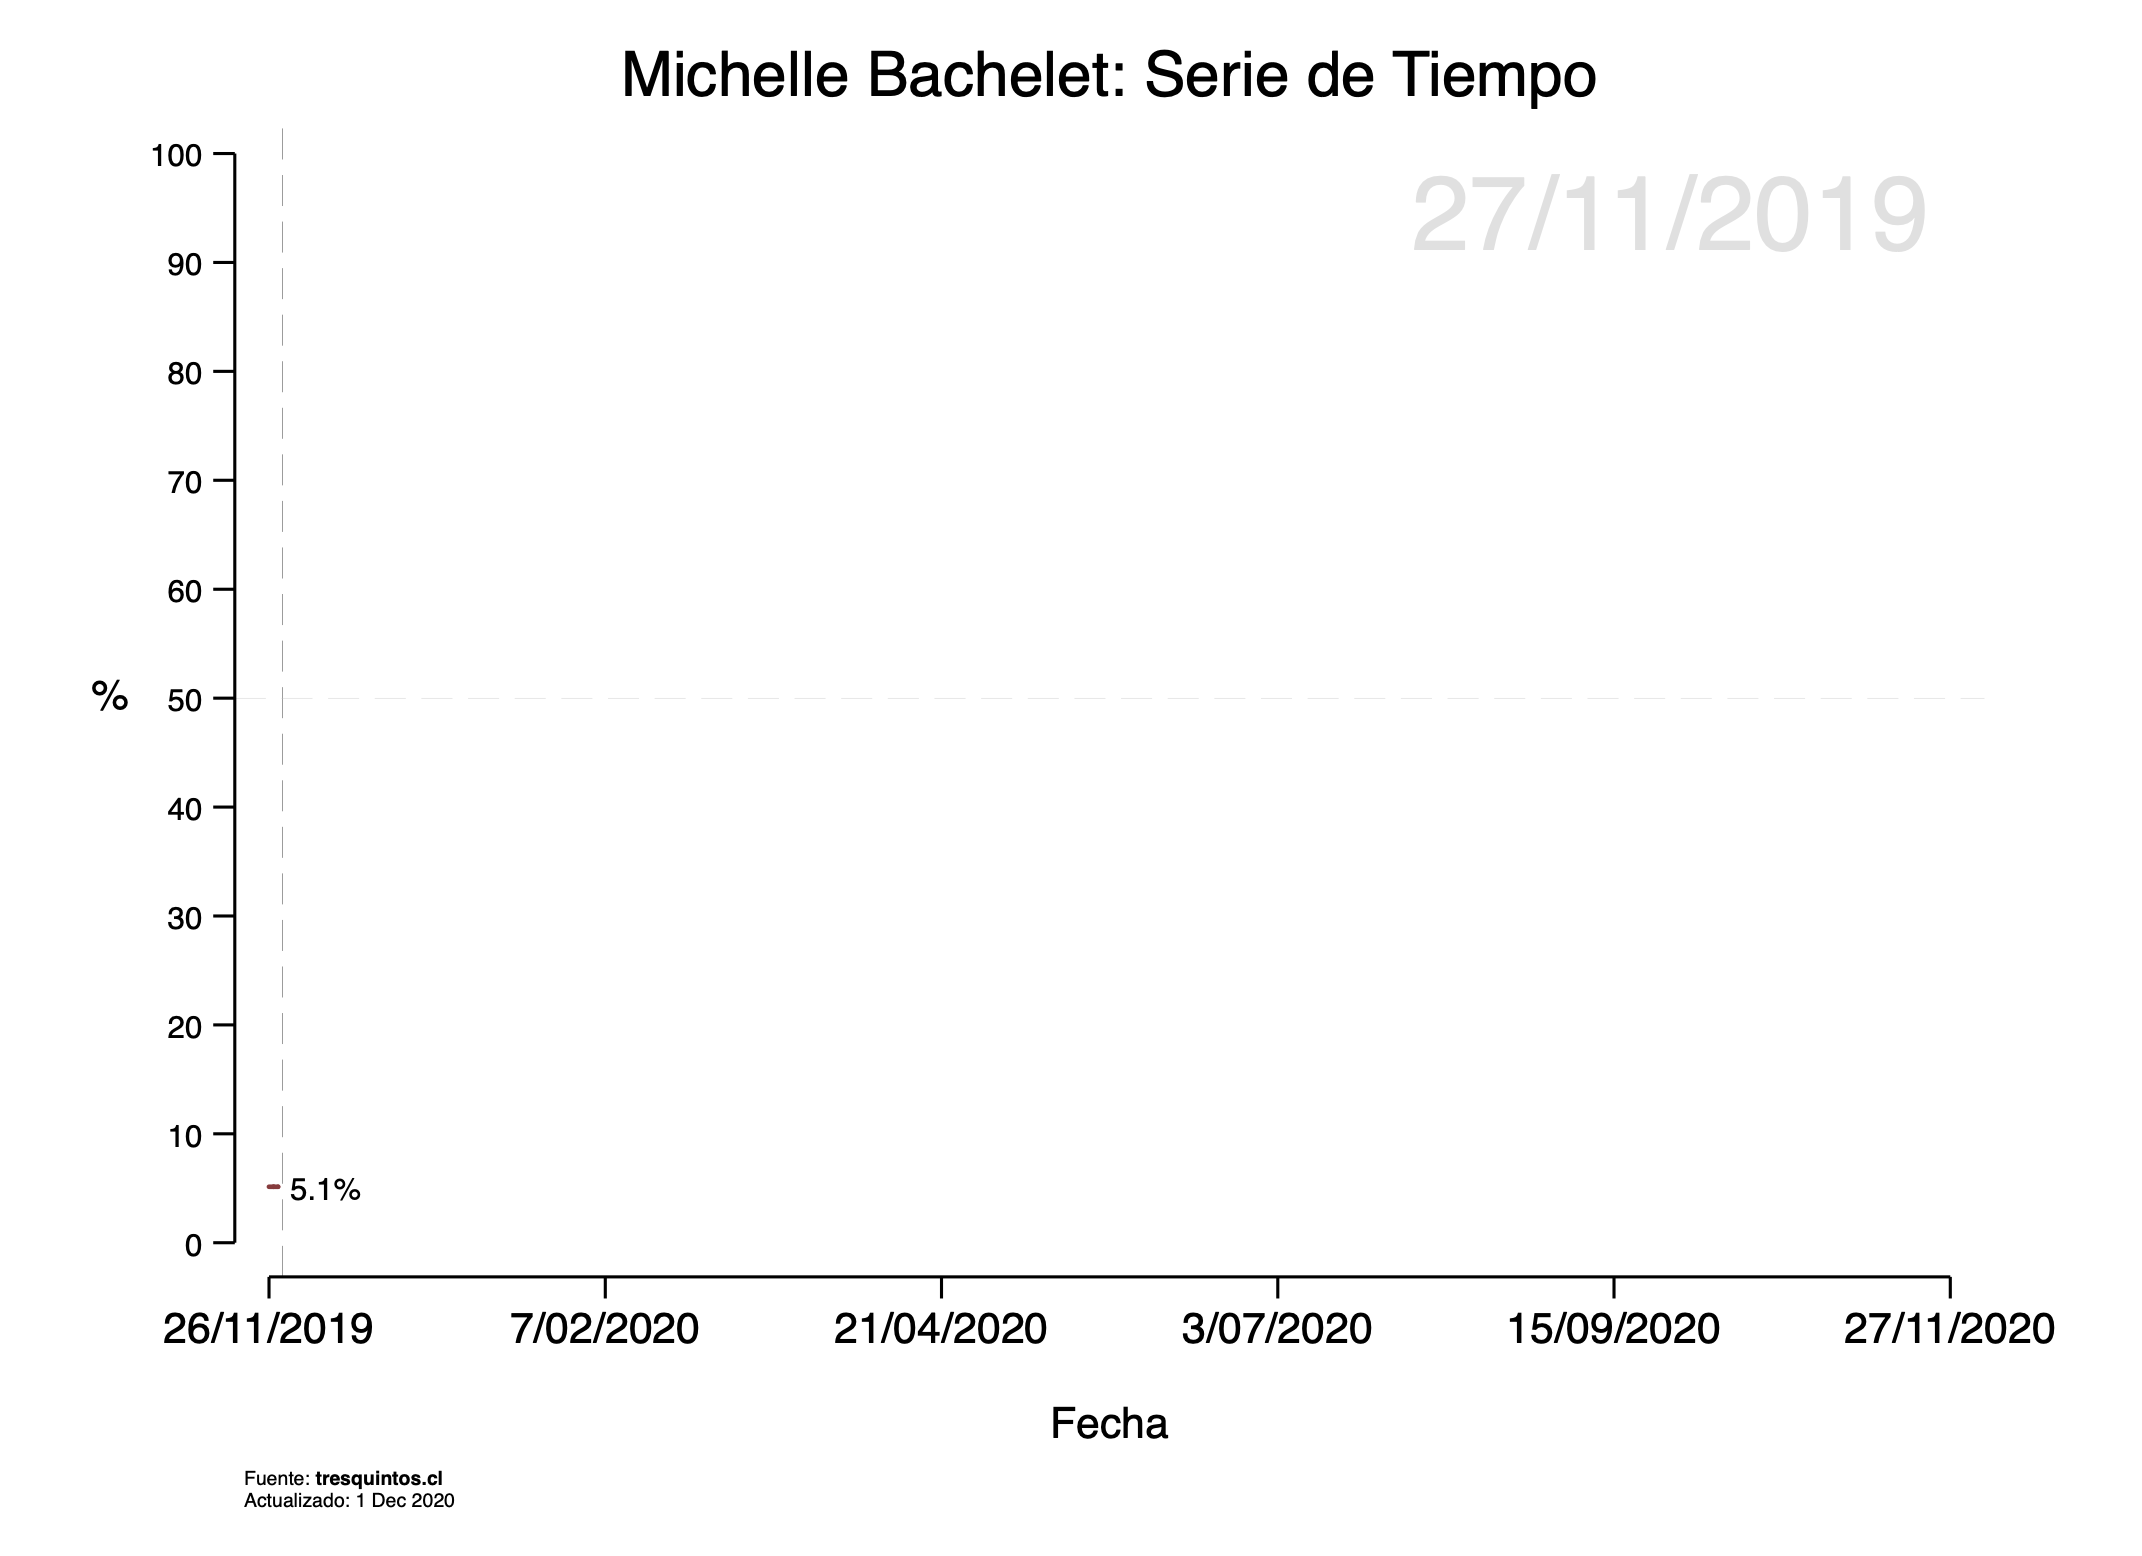 Michelle Bachelet: Serie de Tiempo
27/11/2019
100
90
80
70
60
50
40
30
20
10
0
%
5.1%
26/11/2019 7/02/2020 21/04/2020 3/07/2020 15/09/2020 27/11/2020
Fecha
Fuente: tresquintos.cl
Actualizado: 1 Dec 2020